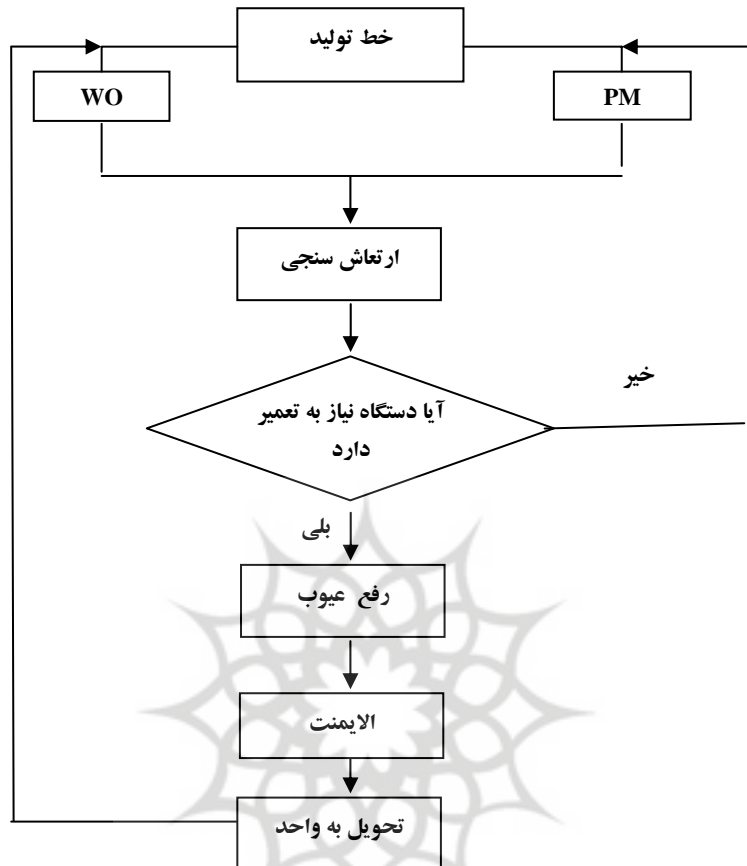 خط تولید
WO
PM
ارتعاش سنجی
آیا دستگاه نیاز به تعمیر
دارد
خیر
بلی
رفع عیوب
الایمنت
تحویل به واحد